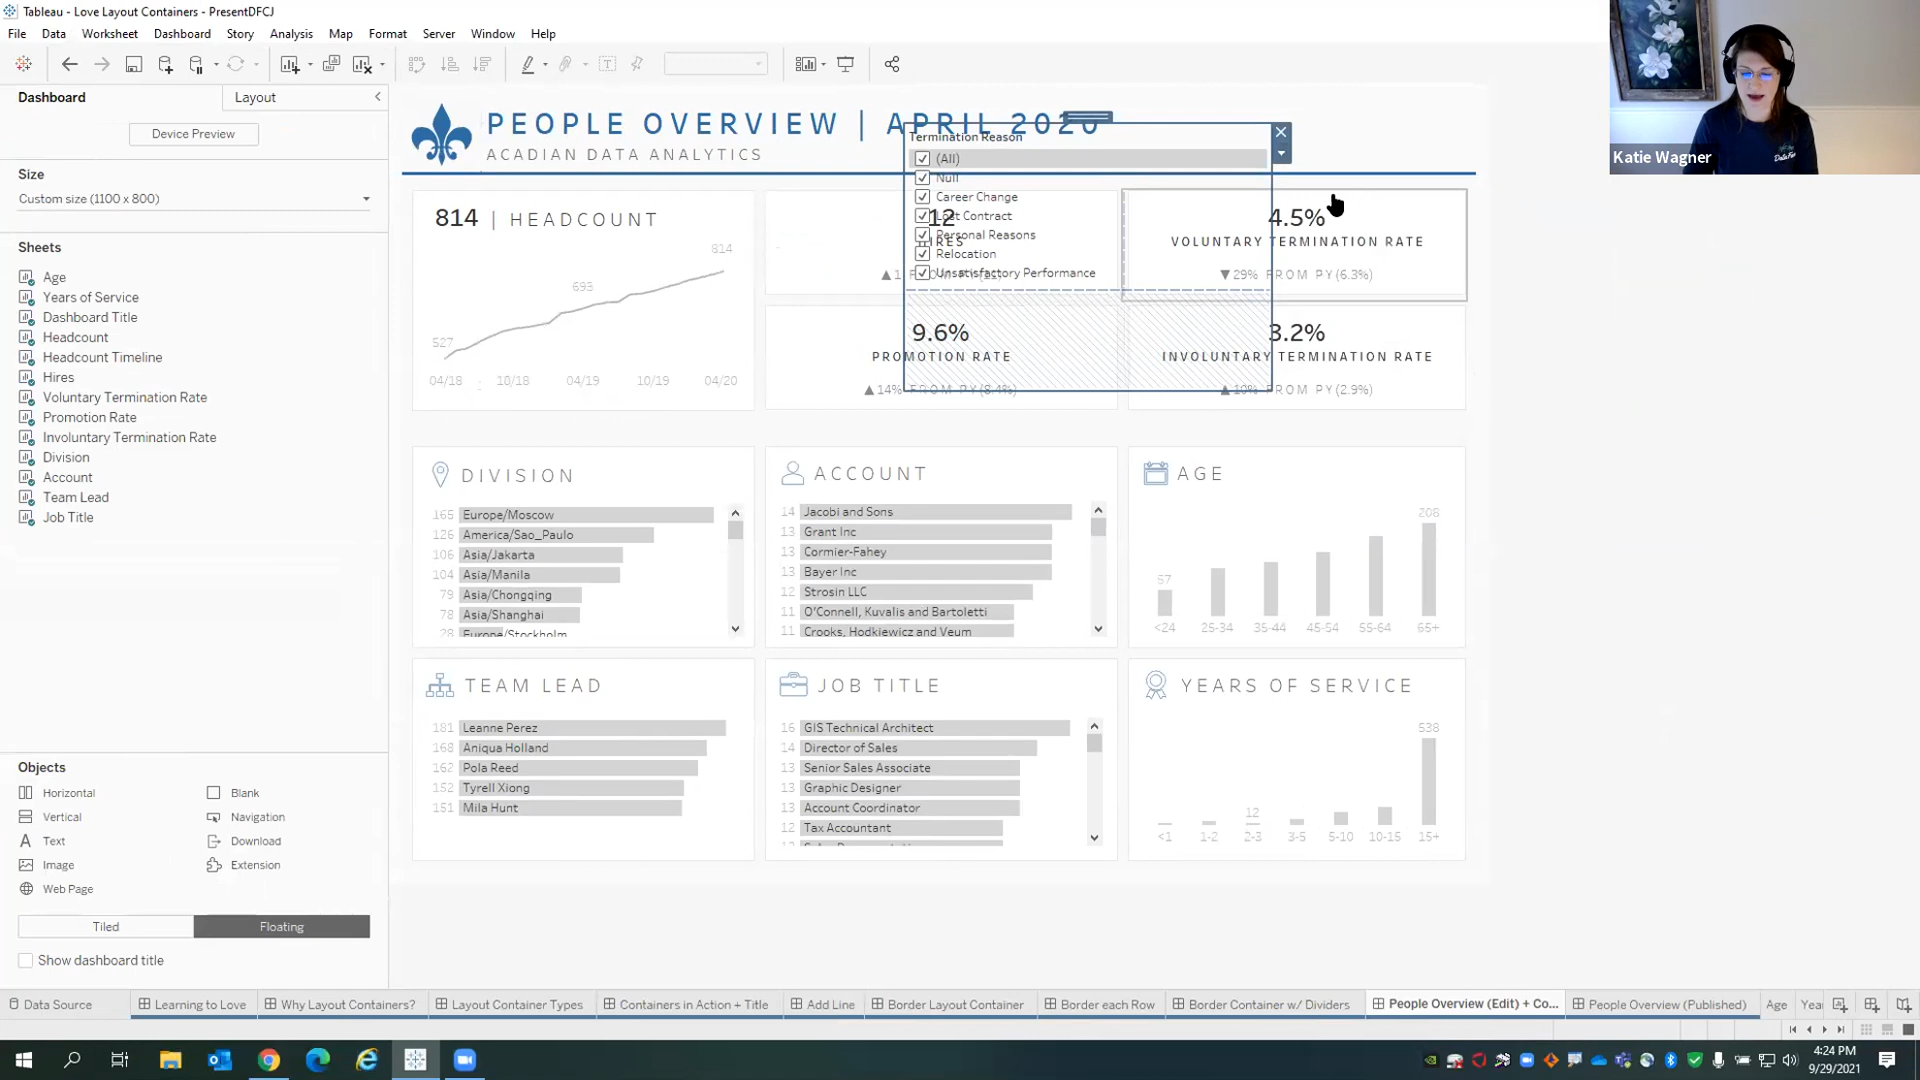 Tableau - Love Layout Containers - PresentDFCJ
File Data Worksheet Dashboard Story Analysis Map Format Server Window Help
Dashboard Layout
Device Preview
Size
Custom size (1100 x 800)
Sheets
Age
Years of Service
Dashboard Title
Headcount
Headcount Timeline
Hires
Voluntary Termination Rate
Promotion Rate
Involuntary Termination Rate
Division
Account
Team Lead
Job Title
Objects
Horizontal Blank
Vertical Navigation
Text Download
Image Extension
Web Page
Tiled Floating
Show dashboard title
PEOPLE OVERVIEW | APRIL 2020
ACADIAN DATA ANALYTICS
Termination Reason
(All)
Null
Career Change
Lost Contract
Personal Reasons
Relocation
Unsatisfactory Performance
Katie Wagner
814 | HEADCOUNT
814
693
527
04/18 10/18 04/19 10/19 04/20
12
4.5%
VOLUNTARY TERMINATION RATE
▼29% FROM PY(6.3%)
9.6%
PROMOTION RATE
▲14% FROM PY(8.4%)
3.2%
INVOLUNTARY TERMINATION RATE
▲10% FROM PY(2.9%)
DIVISION
165 Europe/Moscow
126 America/Sao_Paulo
106 Asia/Jakarta
104 Asia/Manila
79 Asia/Chongqing
78 Asia/Shanghai
28 Europe/Stockholm
ACCOUNT
14 Jacobi and Sons
13 Grant Inc
13 Cormier-Fahey
13 Bayer Inc
12 Strosin LLC
11 O'Connell, Kuvalis and Bartoletti
11 Crooks, Hodkiewicz and Veum
AGE
208
57
<24 25-34 35-44 45-54 55-64 65+
TEAM LEAD
181 Leanne Perez
168 Aniqua Holland
162 Pola Reed
152 Tyrell Xiong
151 Mila Hunt
JOB TITLE
16 GIS Technical Architect
14 Director of Sales
13 Senior Sales Associate
13 Graphic Designer
13 Account Coordinator
12 Tax Accountant
YEARS OF SERVICE
538
12
<1 1-2 2-3 3-5 5-10 10-15 15+
Data Source Learning to Love Why Layout Containers? Layout Container Types Containers in Action + Title Add Line Border Layout Container Border each Row Border Container w/ Dividers People Overview (Edit) + Co... People Overview (Published) Age Yea
4:24 PM
9/29/2021